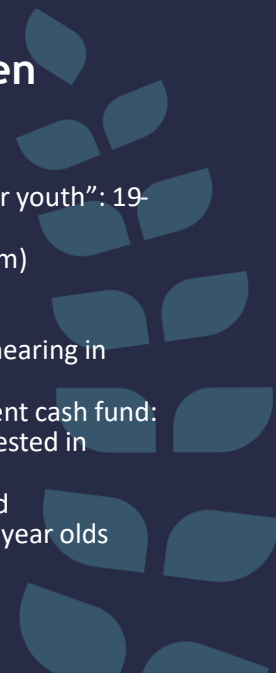 en
r youth”: 19-
m)
hearing in
ent cash fund:
ested in
d
year olds